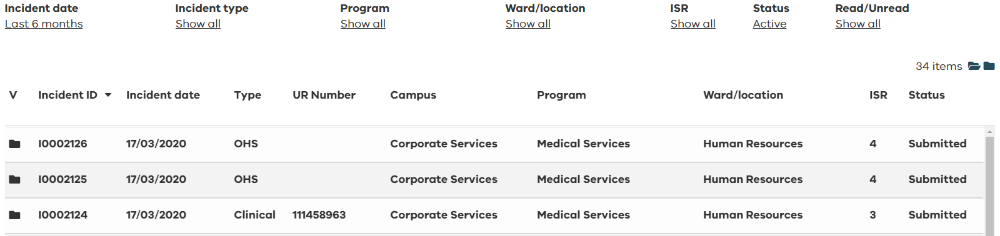 Incident date Incident type Program Ward/location ISR Status Read/Unread
Last 6 months Show all Show all Show all Show all Active Show all
34 items
V Incident ID Incident date Type UR Number Campus Program Ward/location ISR Status
I0002126 17/03/2020 OHS Corporate Services Medical Services Human Resources 4 Submitted
I0002125 17/03/2020 OHS Corporate Services Medical Services Human Resources 4 Submitted
I0002124 17/03/2020 Clinical 111458963 Corporate Services Medical Services Human Resources 3 Submitted